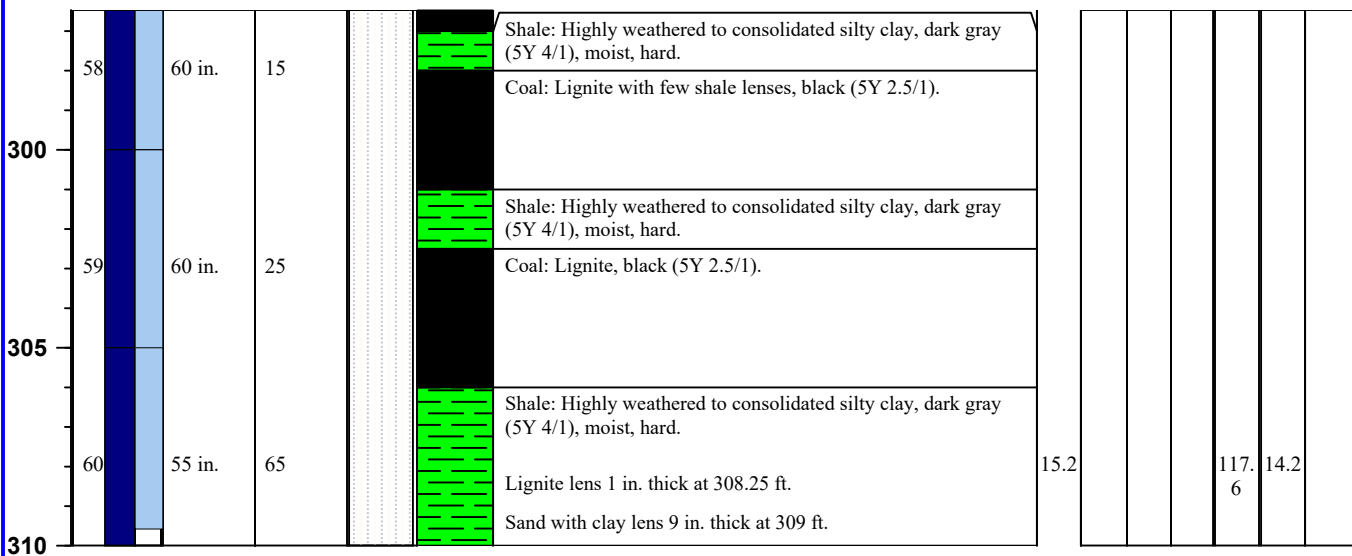 Shale: Highly weathered to consolidated silty clay, dark gray
(5Y 4/1), moist, hard.
58 60 in. 15
Coal: Lignite with few shale lenses, black (5Y 2.5/1).
300
Shale: Highly weathered to consolidated silty clay, dark gray
(5Y 4/1), moist, hard.
59 60 in. 25
Coal: Lignite, black (5Y 2.5/1).
305
Shale: Highly weathered to consolidated silty clay, dark gray
(5Y 4/1), moist, hard.
60 55 in. 65 15.2 117. 14.2
6
Lignite lens 1 in. thick at 308.25 ft.
Sand with clay lens 9 in. thick at 309 ft.
310